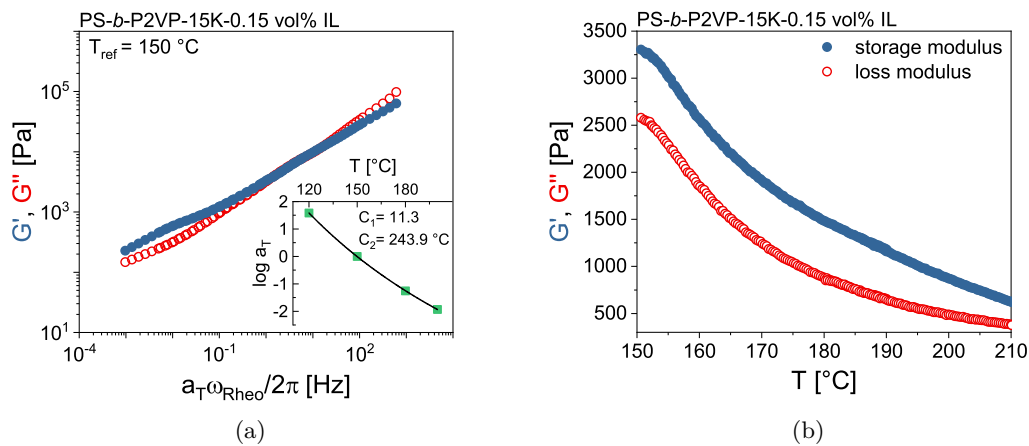 PS-b-P2VP-15K-0.15 vol% IL
T_ref = 150 °C
G', G" [Pa]
10^5
10^3
10^1
10^-4
10^-1
10^2
a_Tω_Rheo/2π [Hz]
T [°C]
120
150
180
C_1= 11.3
C_2= 243.9 °C
log a_T
2
1
0
-1
-2
(a)
PS-b-P2VP-15K-0.15 vol% IL
storage modulus
loss modulus
G', G" [Pa]
3500
3000
2500
2000
1500
1000
500
150
160
170
180
190
200
210
T [°C]
(b)